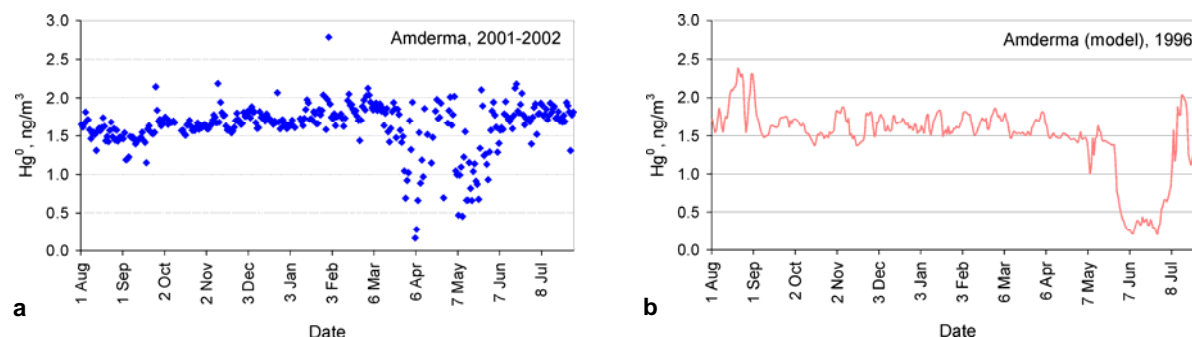 Amderma, 2001-2002
Hg⁰, ng/m³
3.0
2.5
2.0
1.5
1.0
0.5
0.0
1 Aug
1 Sep
2 Oct
2 Nov
3 Dec
3 Jan
3 Feb
6 Mar
6 Apr
7 May
7 Jun
8 Jul
Date
a
Amderma (model), 1996
Hg⁰, ng/m³
3.0
2.5
2.0
1.5
1.0
0.5
0.0
1 Aug
1 Sep
2 Oct
2 Nov
3 Dec
3 Jan
3 Feb
6 Mar
6 Apr
7 May
7 Jun
8 Jul
Date
b